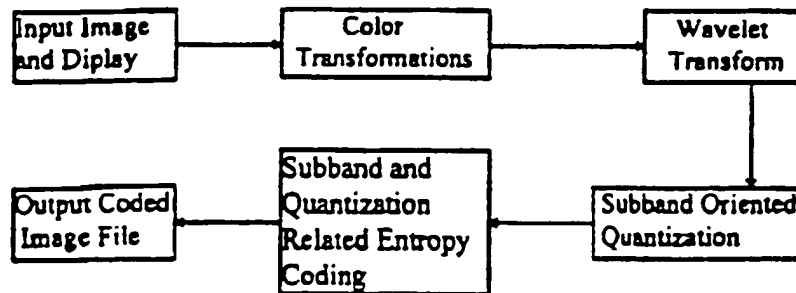 Input Image
and Diplay
Color
Transformations
Wavelet
Transform
Subband Oriented
Quantization
Subband and
Quantization
Related Entropy
Coding
Output Coded
Image File